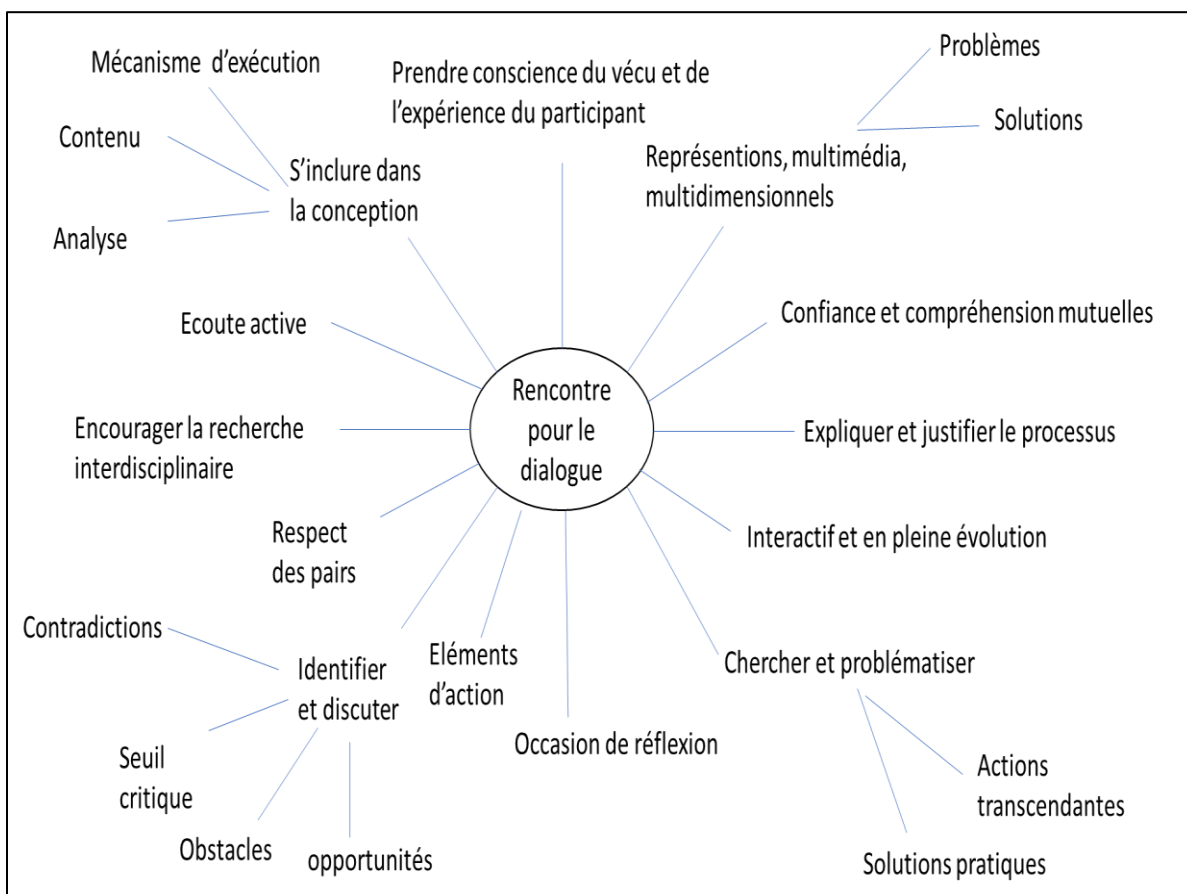 Mécanisme d’exécution
Contenu
Analyse
S’inclure dans
la conception
Prendre conscience du vécu et de
l’expérience du participant
Problèmes
Solutions
Représentions, multimédia,
multidimensionnels
Ecoute active
Confiance et compréhension mutuelles
Encourager la recherche
interdisciplinaire
Rencontre
pour le
dialogue
Expliquer et justifier le processus
Respect
des pairs
Interactif et en pleine évolution
Contradictions
Identifier
et discuter
Eléments
d’action
Chercher et problématiser
Seuil
critique
Obstacles
opportunités
Occasion de réflexion
Actions
transcendantes
Solutions pratiques